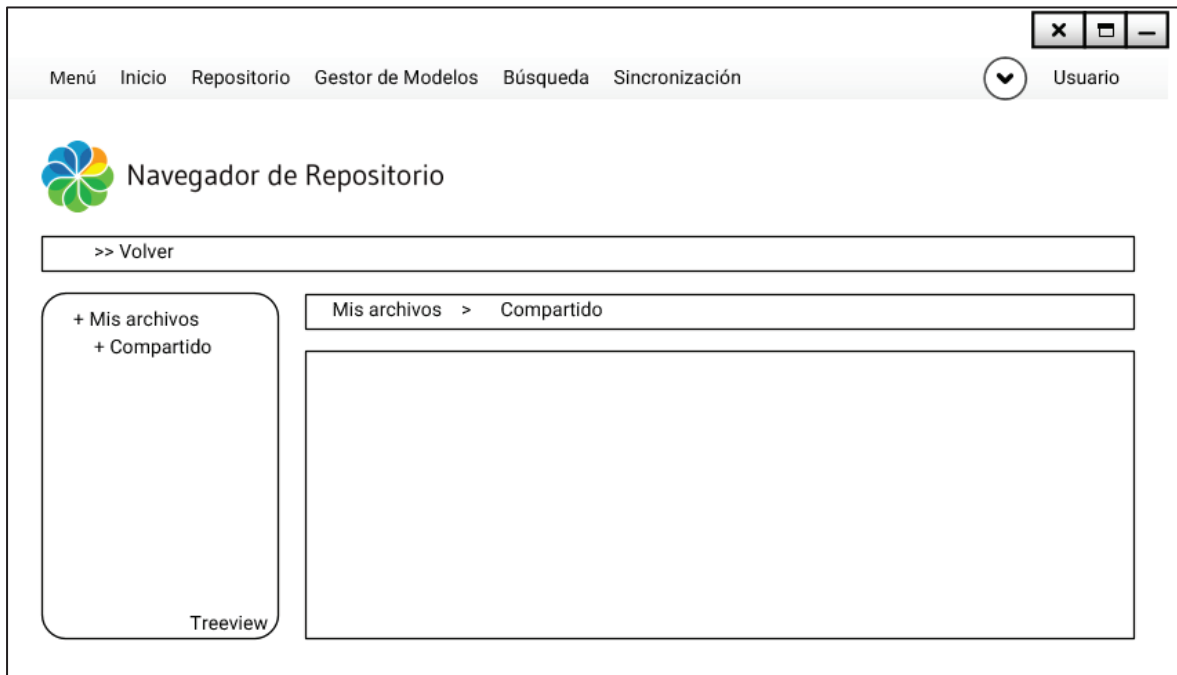 Menú Inicio Repositorio Gestor de Modelos Búsqueda Sincronización Usuario
Navegador de Repositorio
>> Volver
+ Mis archivos
+ Compartido
Treeview
Mis archivos > Compartido